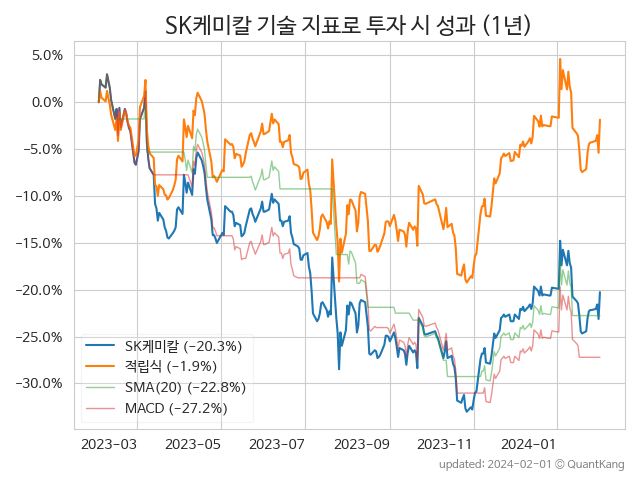 SK케미칼 기술 지표로 투자 시 성과 (1년)
5.0%
0.0%
−5.0%
−10.0%
−15.0%
−20.0%
−25.0%
−30.0%
SK케미칼 (−20.3%)
적립식 (−1.9%)
SMA(20) (−22.8%)
MACD (−27.2%)
2023-03 2023-05 2023-07 2023-09 2023-11 2024-01
updated: 2024-02-01 © QuantKang